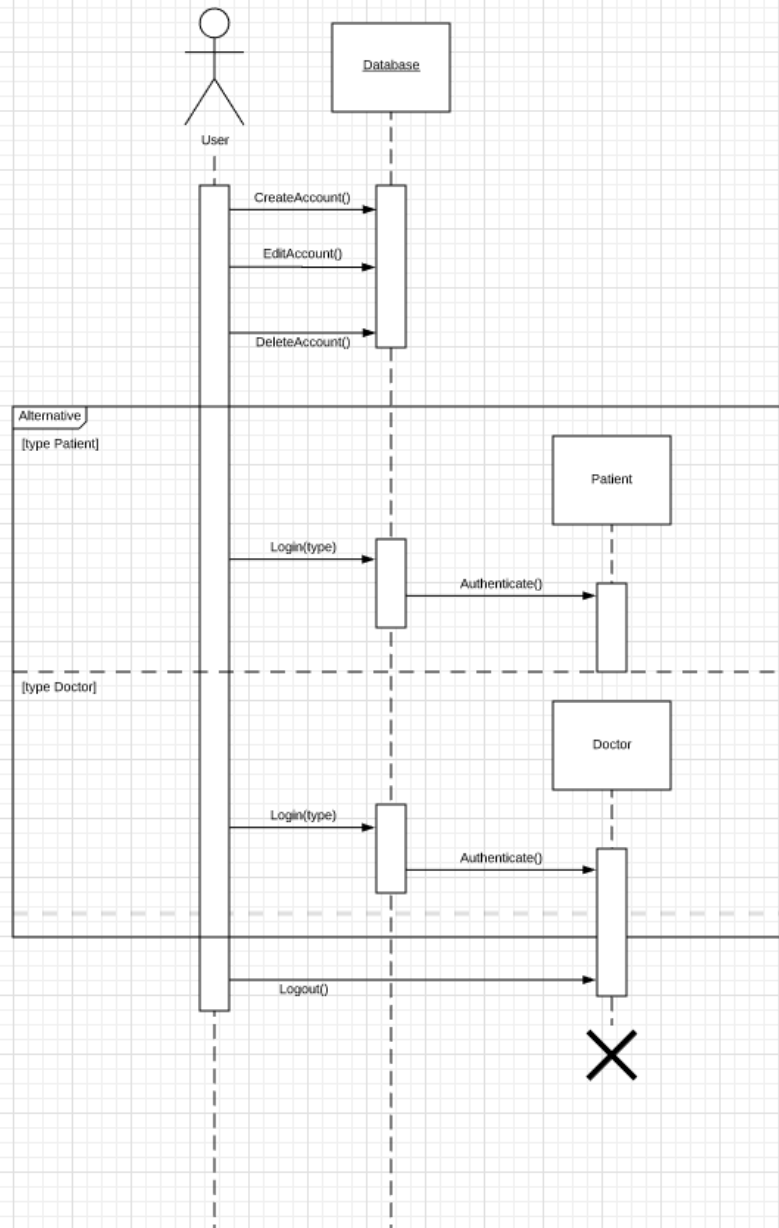 Database
User
CreateAccount()
EditAccount()
DeleteAccount()
Alternative
[type Patient]
Patient
Login(type)
Authenticate()
[type Doctor]
Doctor
Login(type)
Authenticate()
Logout()